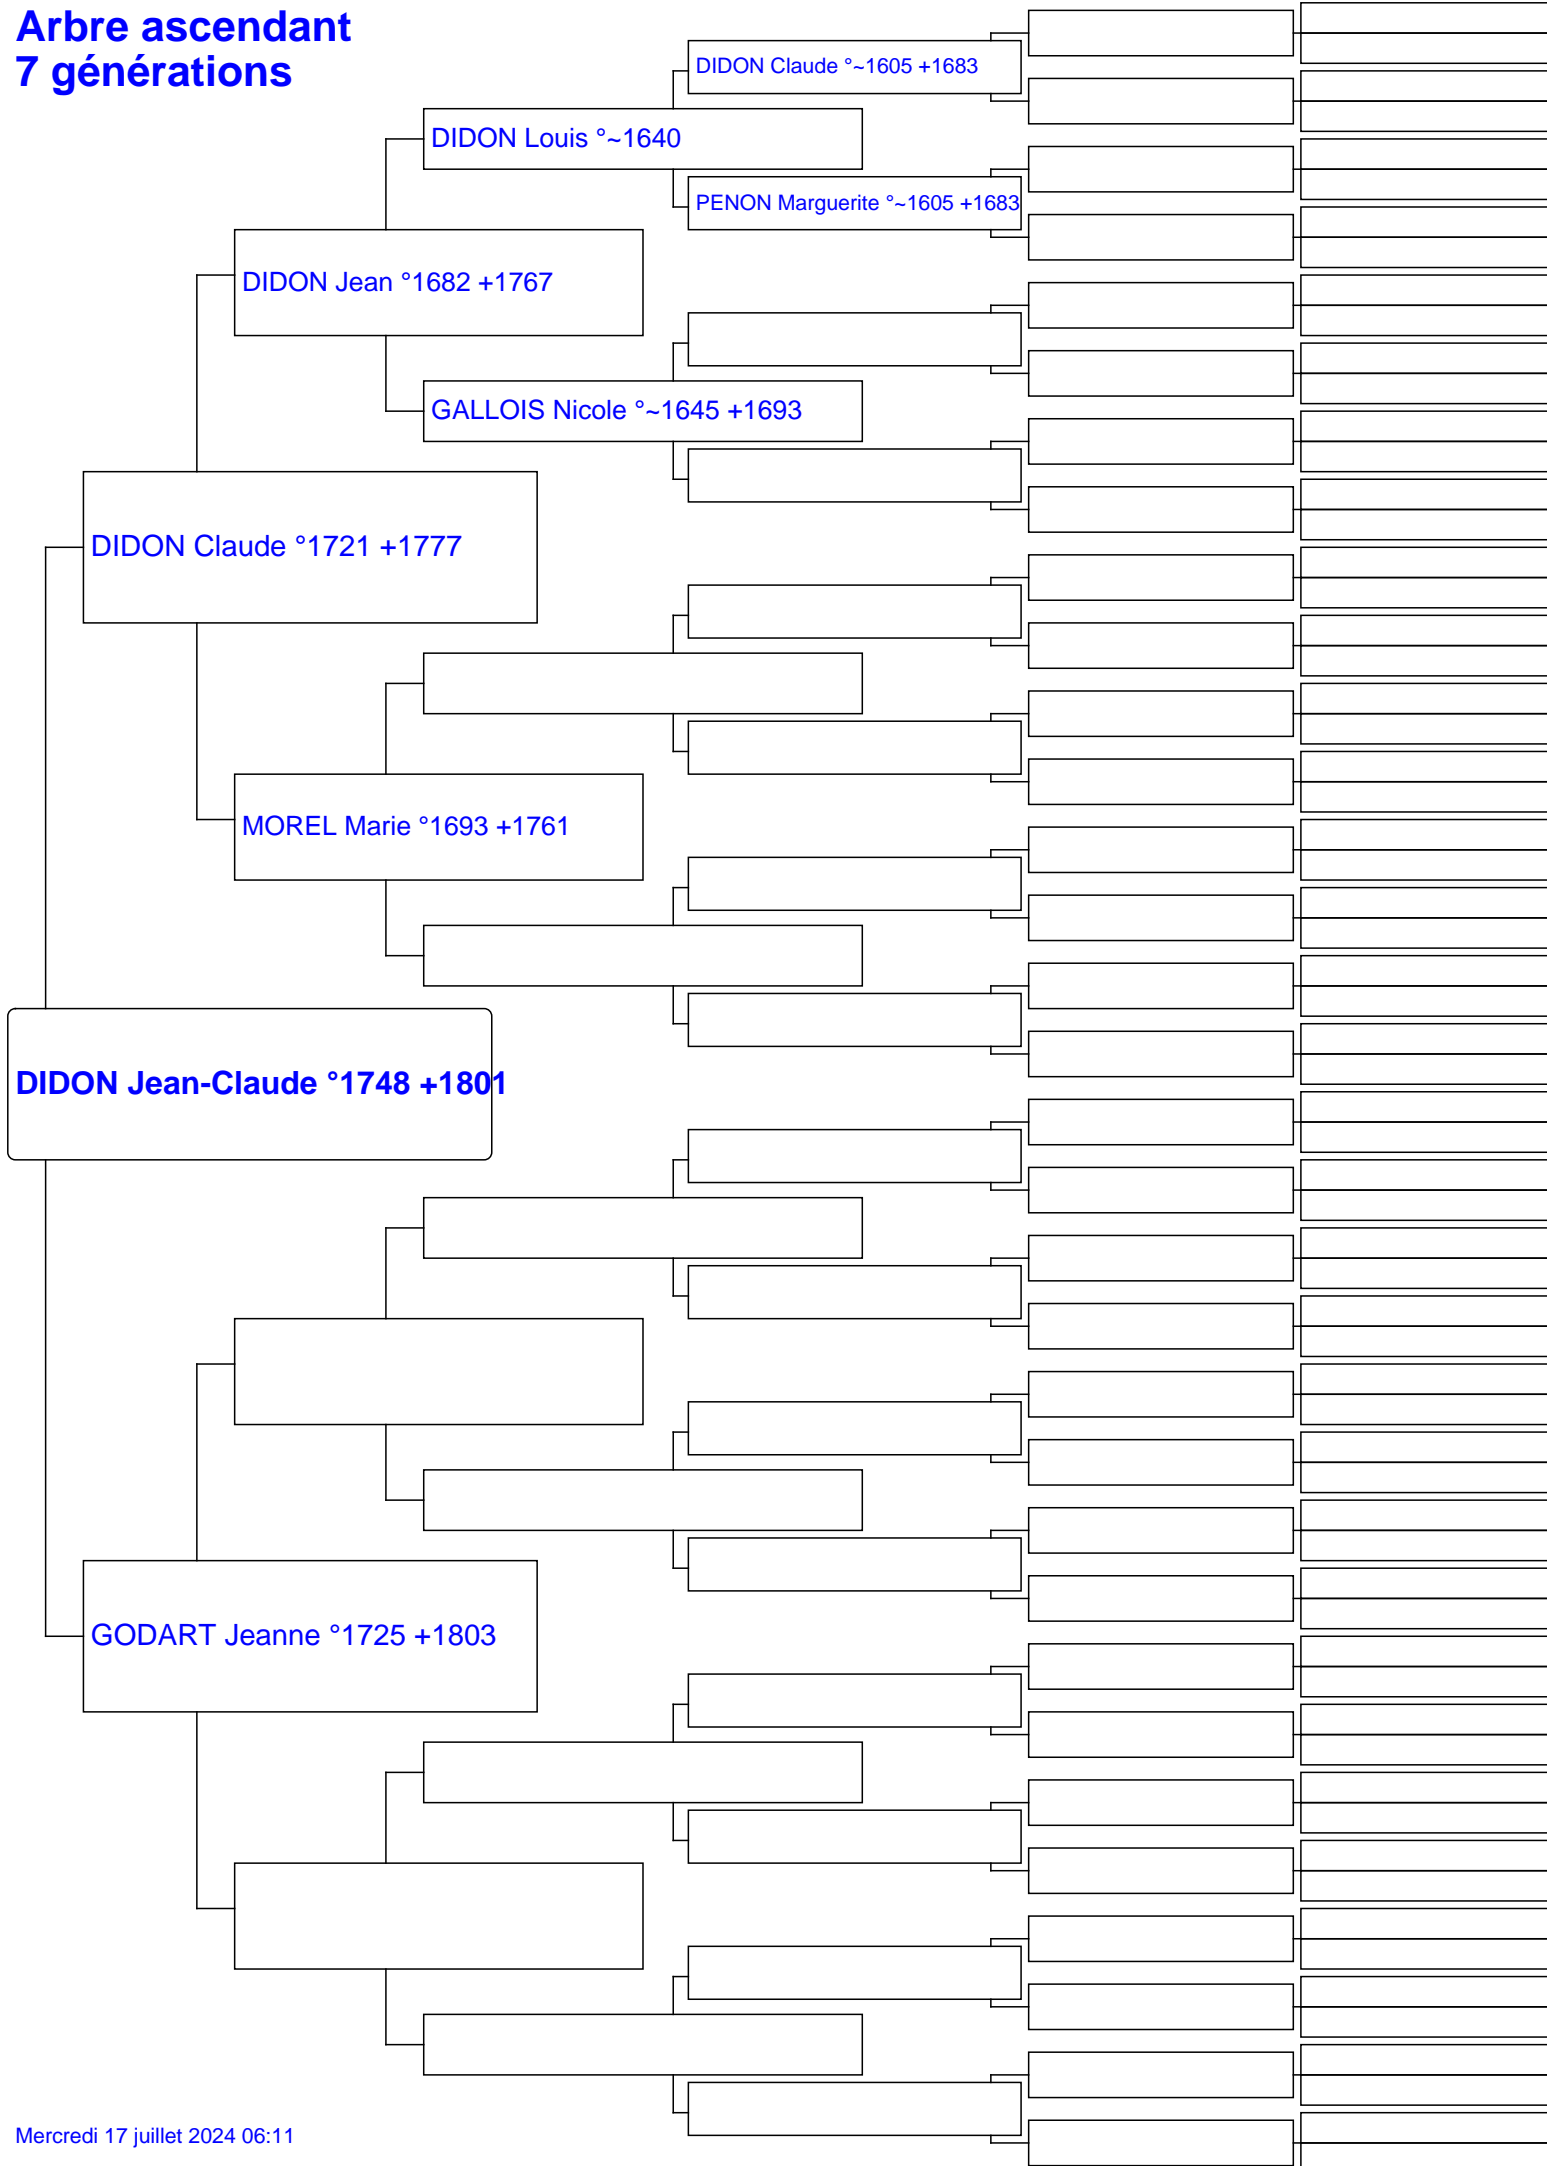 Arbre ascendant
7 générations
DIDON Claude °~1605 +1683
DIDON Louis °~1640
PENON Marguerite °~1605 +1683
DIDON Jean °1682 +1767
GALLOIS Nicole °~1645 +1693
DIDON Claude °1721 +1777
MOREL Marie °1693 +1761
DIDON Jean-Claude °1748 +1801
GODART Jeanne °1725 +1803
Mercredi 17 juillet 2024 06:11